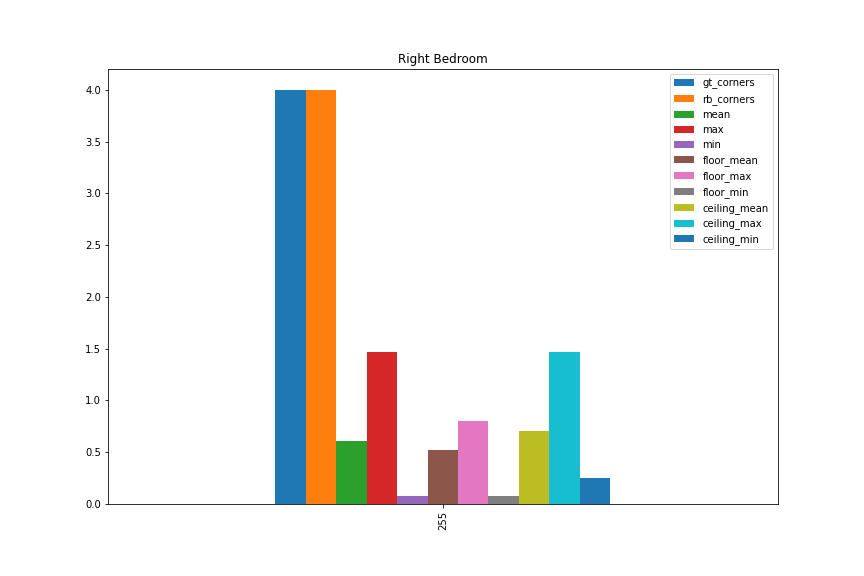 Right Bedroom
gt_corners
rb_corners
mean
max
min
floor_mean
floor_max
floor_min
ceiling_mean
ceiling_max
ceiling_min
4.0
3.5
3.0
2.5
2.0
1.5
1.0
0.5
0.0
255